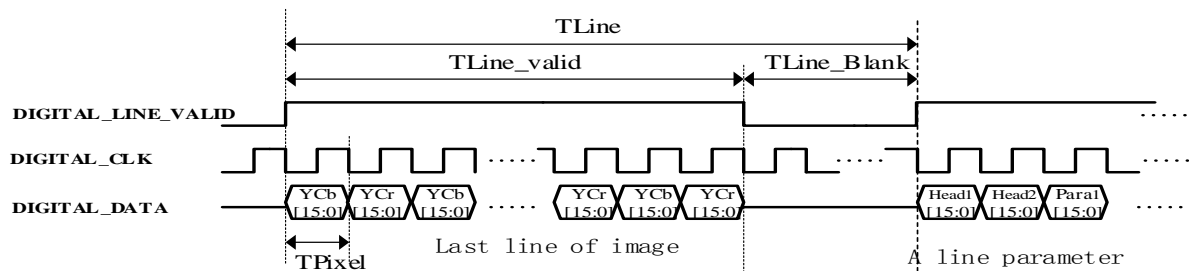 TLine
TLine_valid
TLine_Blank
DIGITAL_LINE_VALID
.....
DIGITAL_CLK
..... ..... .....
DIGITAL_DATA
YCb [15:0]
YCr [15:0]
YCb [15:0]
.....
YCr [15:0]
YCb [15:0]
YCr [15:0]
Head1 [15:0]
Head2 [15:0]
Para1 [15:0]
.....
TPixel
Last line of image
A line parameter